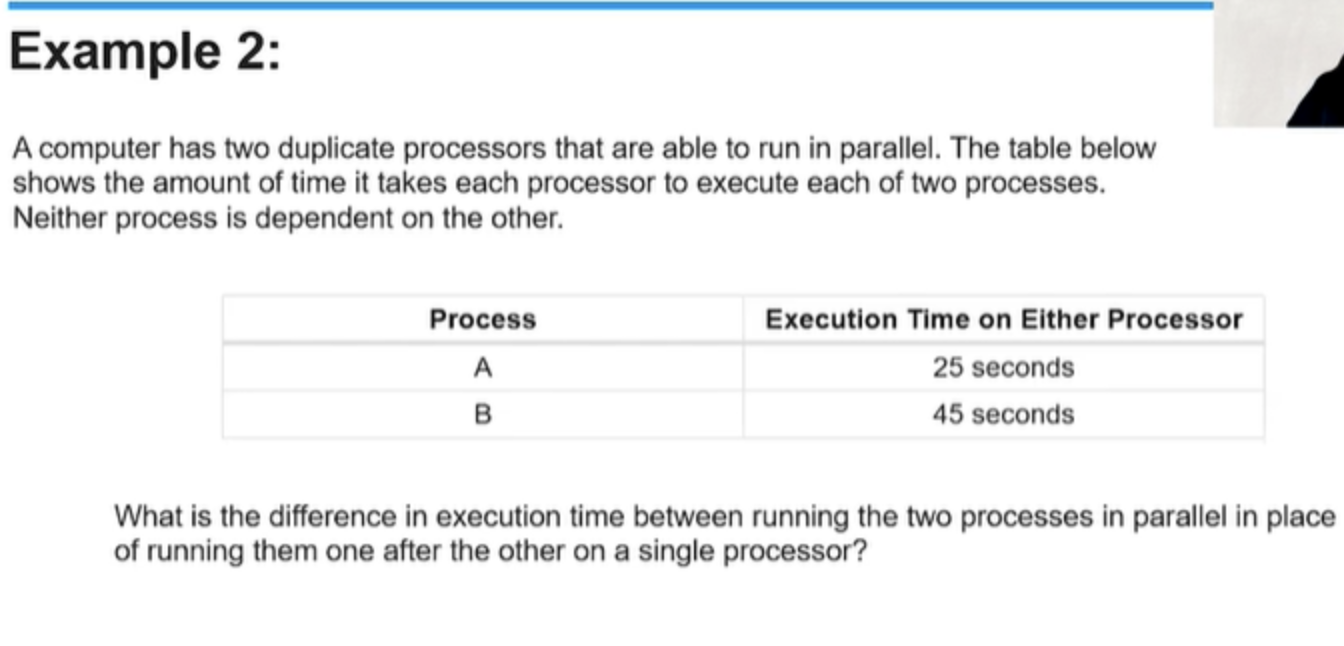 Example 2:
A computer has two duplicate processors that are able to run in parallel. The table below
shows the amount of time it takes each processor to execute each of two processes.
Neither process is dependent on the other.
Process Execution Time on Either Processor
A 25 seconds
B 45 seconds
What is the difference in execution time between running the two processes in parallel in place
of running them one after the other on a single processor?